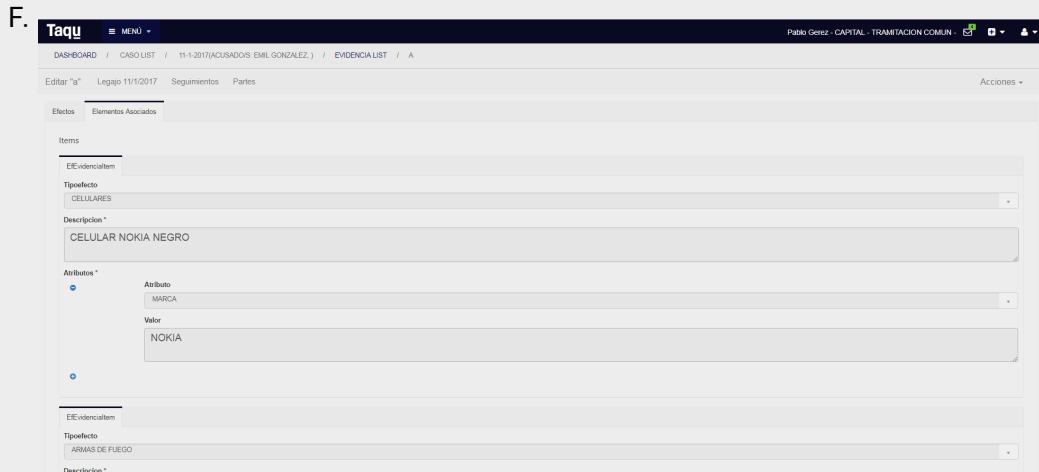 F.
Taqu MENÚ Pablo Gerez - CAPITAL - TRAMITACION COMUN -
DASHBOARD / CASO LIST / 11-1-2017(ACUSADO/S: EMIL GONZALEZ, ) / EVIDENCIA LIST / A
Editar "a" Legajo 11/1/2017 Seguimientos Partes Acciones
Efectos Elementos Asociados
Items
EfEvidenciaItem
Tipoefecto
CELULARES
Descripcion *
CELULAR NOKIA NEGRO
Atributos *
Atributo
MARCA
Valor
NOKIA
EfEvidenciaItem
Tipoefecto
ARMAS DE FUEGO
Descripcion *